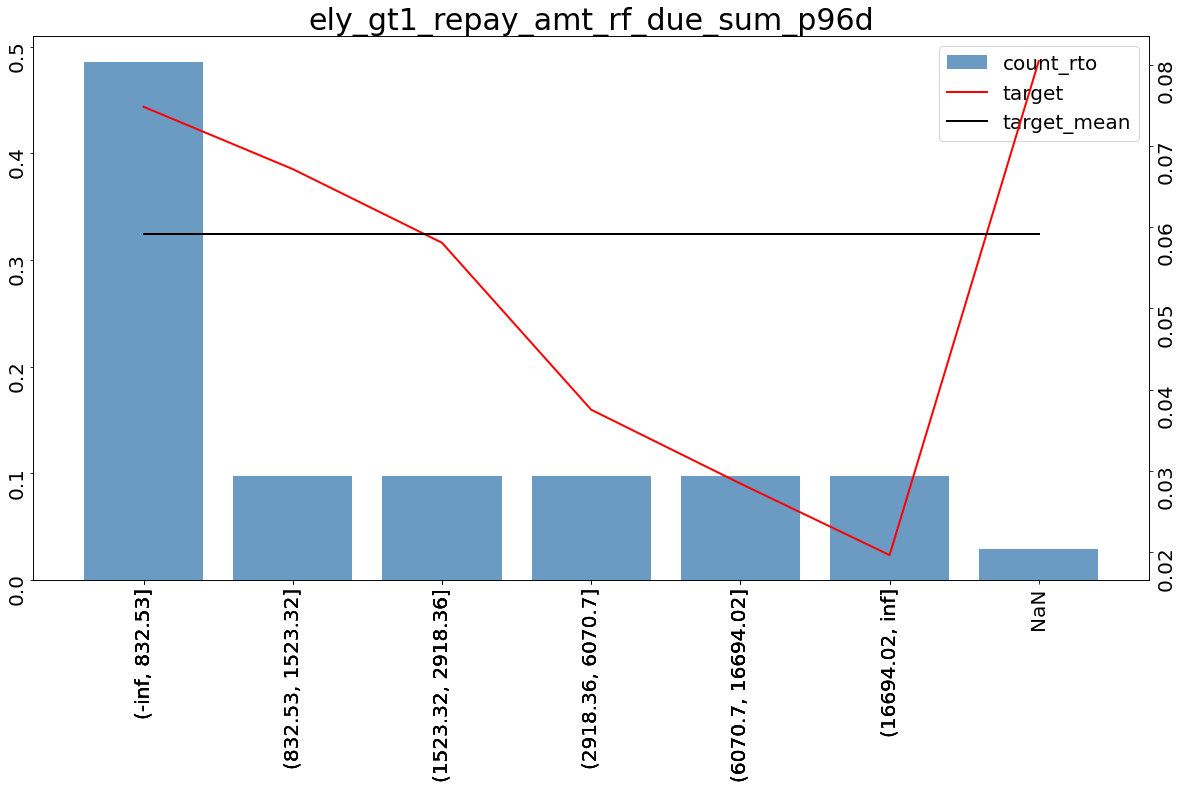 ely_gt1_repay_amt_rf_due_sum_p96d
count_rto
target
target_mean
0.5
0.4
0.3
0.2
0.1
0.0
0.08
0.07
0.06
0.05
0.04
0.03
0.02
(-inf, 832.53]
(832.53, 1523.32]
(1523.32, 2918.36]
(2918.36, 6070.7]
(6070.7, 16694.02]
(16694.02, inf]
NaN